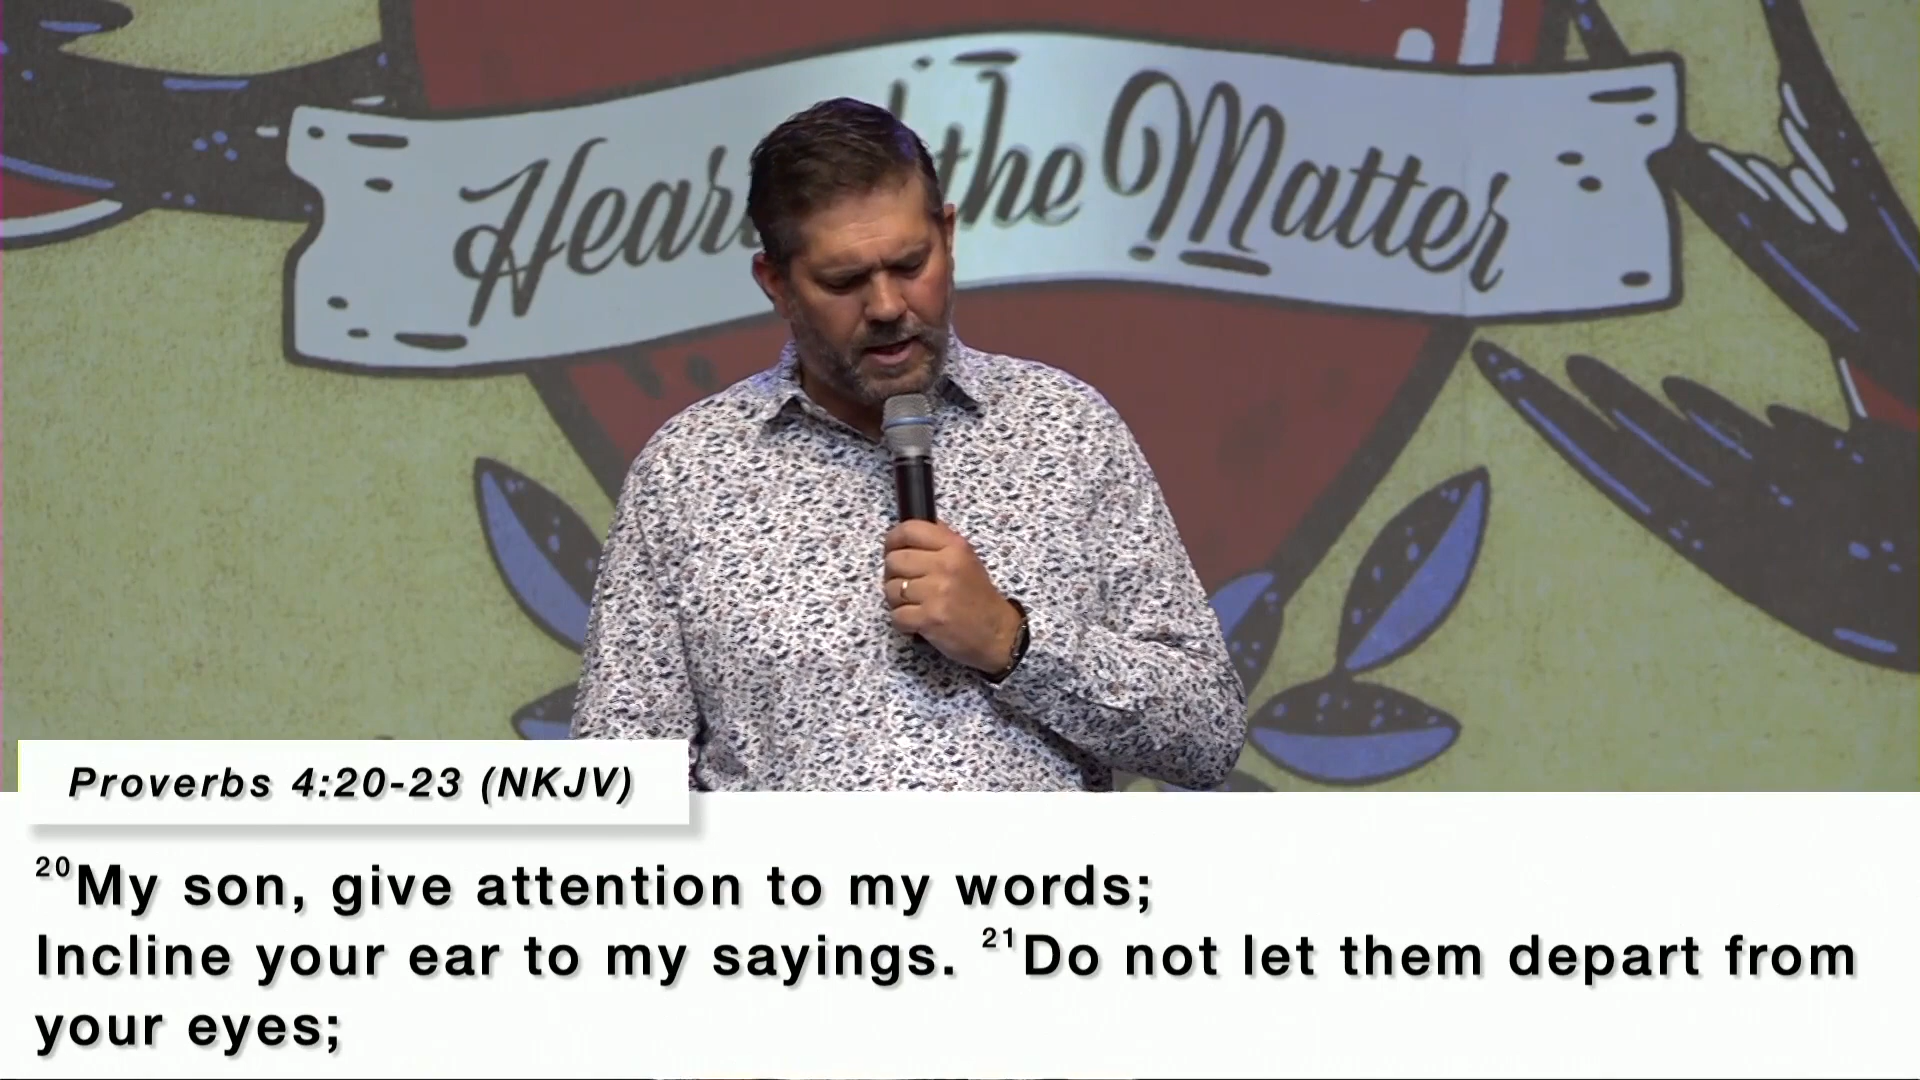 Hear the Matter
Proverbs 4:20-23 (NKJV)
20My son, give attention to my words;
Incline your ear to my sayings. 21Do not let them depart from
your eyes;